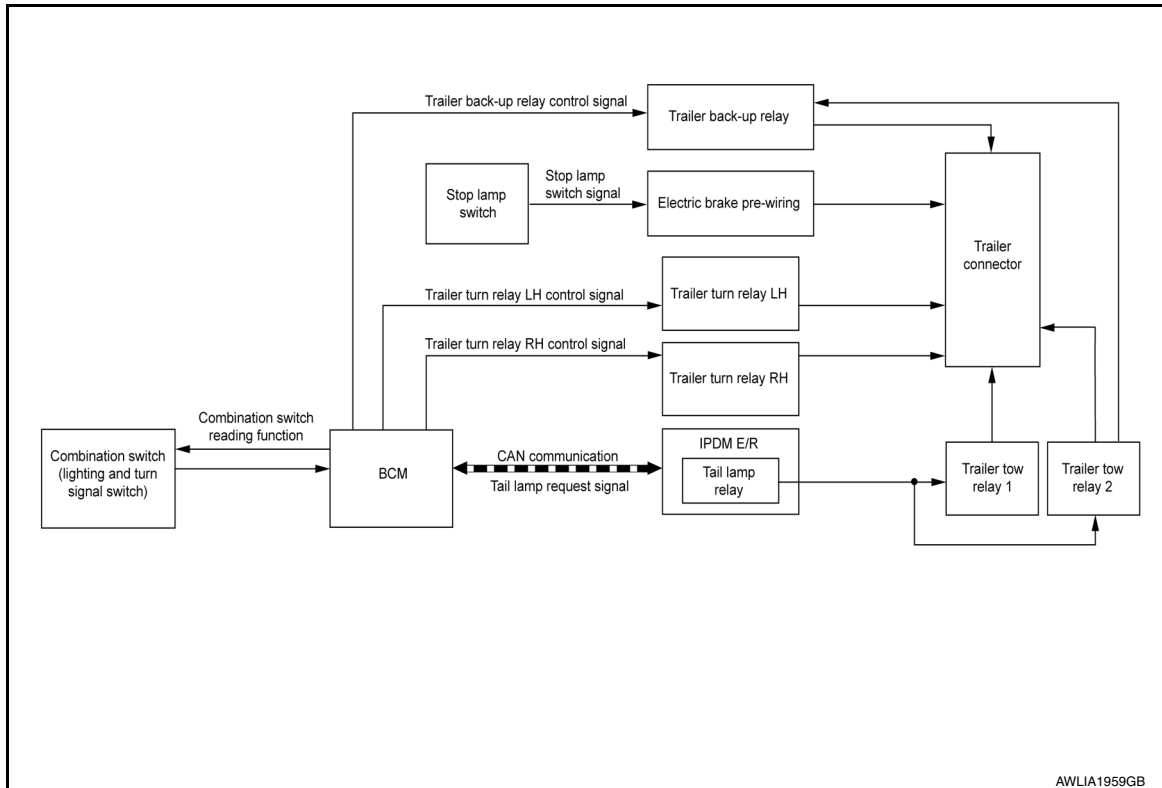 Trailer back-up relay control signal
Trailer back-up relay
Stop lamp
switch
Stop lamp
switch signal
Electric brake pre-wiring
Trailer
connector
Trailer turn relay LH control signal
Trailer turn relay LH
Trailer turn relay RH control signal
Trailer turn relay RH
Combination switch
reading function
Combination switch
(lighting and turn
signal switch)
BCM
CAN communication
Tail lamp request signal
IPDM E/R
Tail lamp
relay
Trailer tow
relay 1
Trailer tow
relay 2
AWLIA1959GB